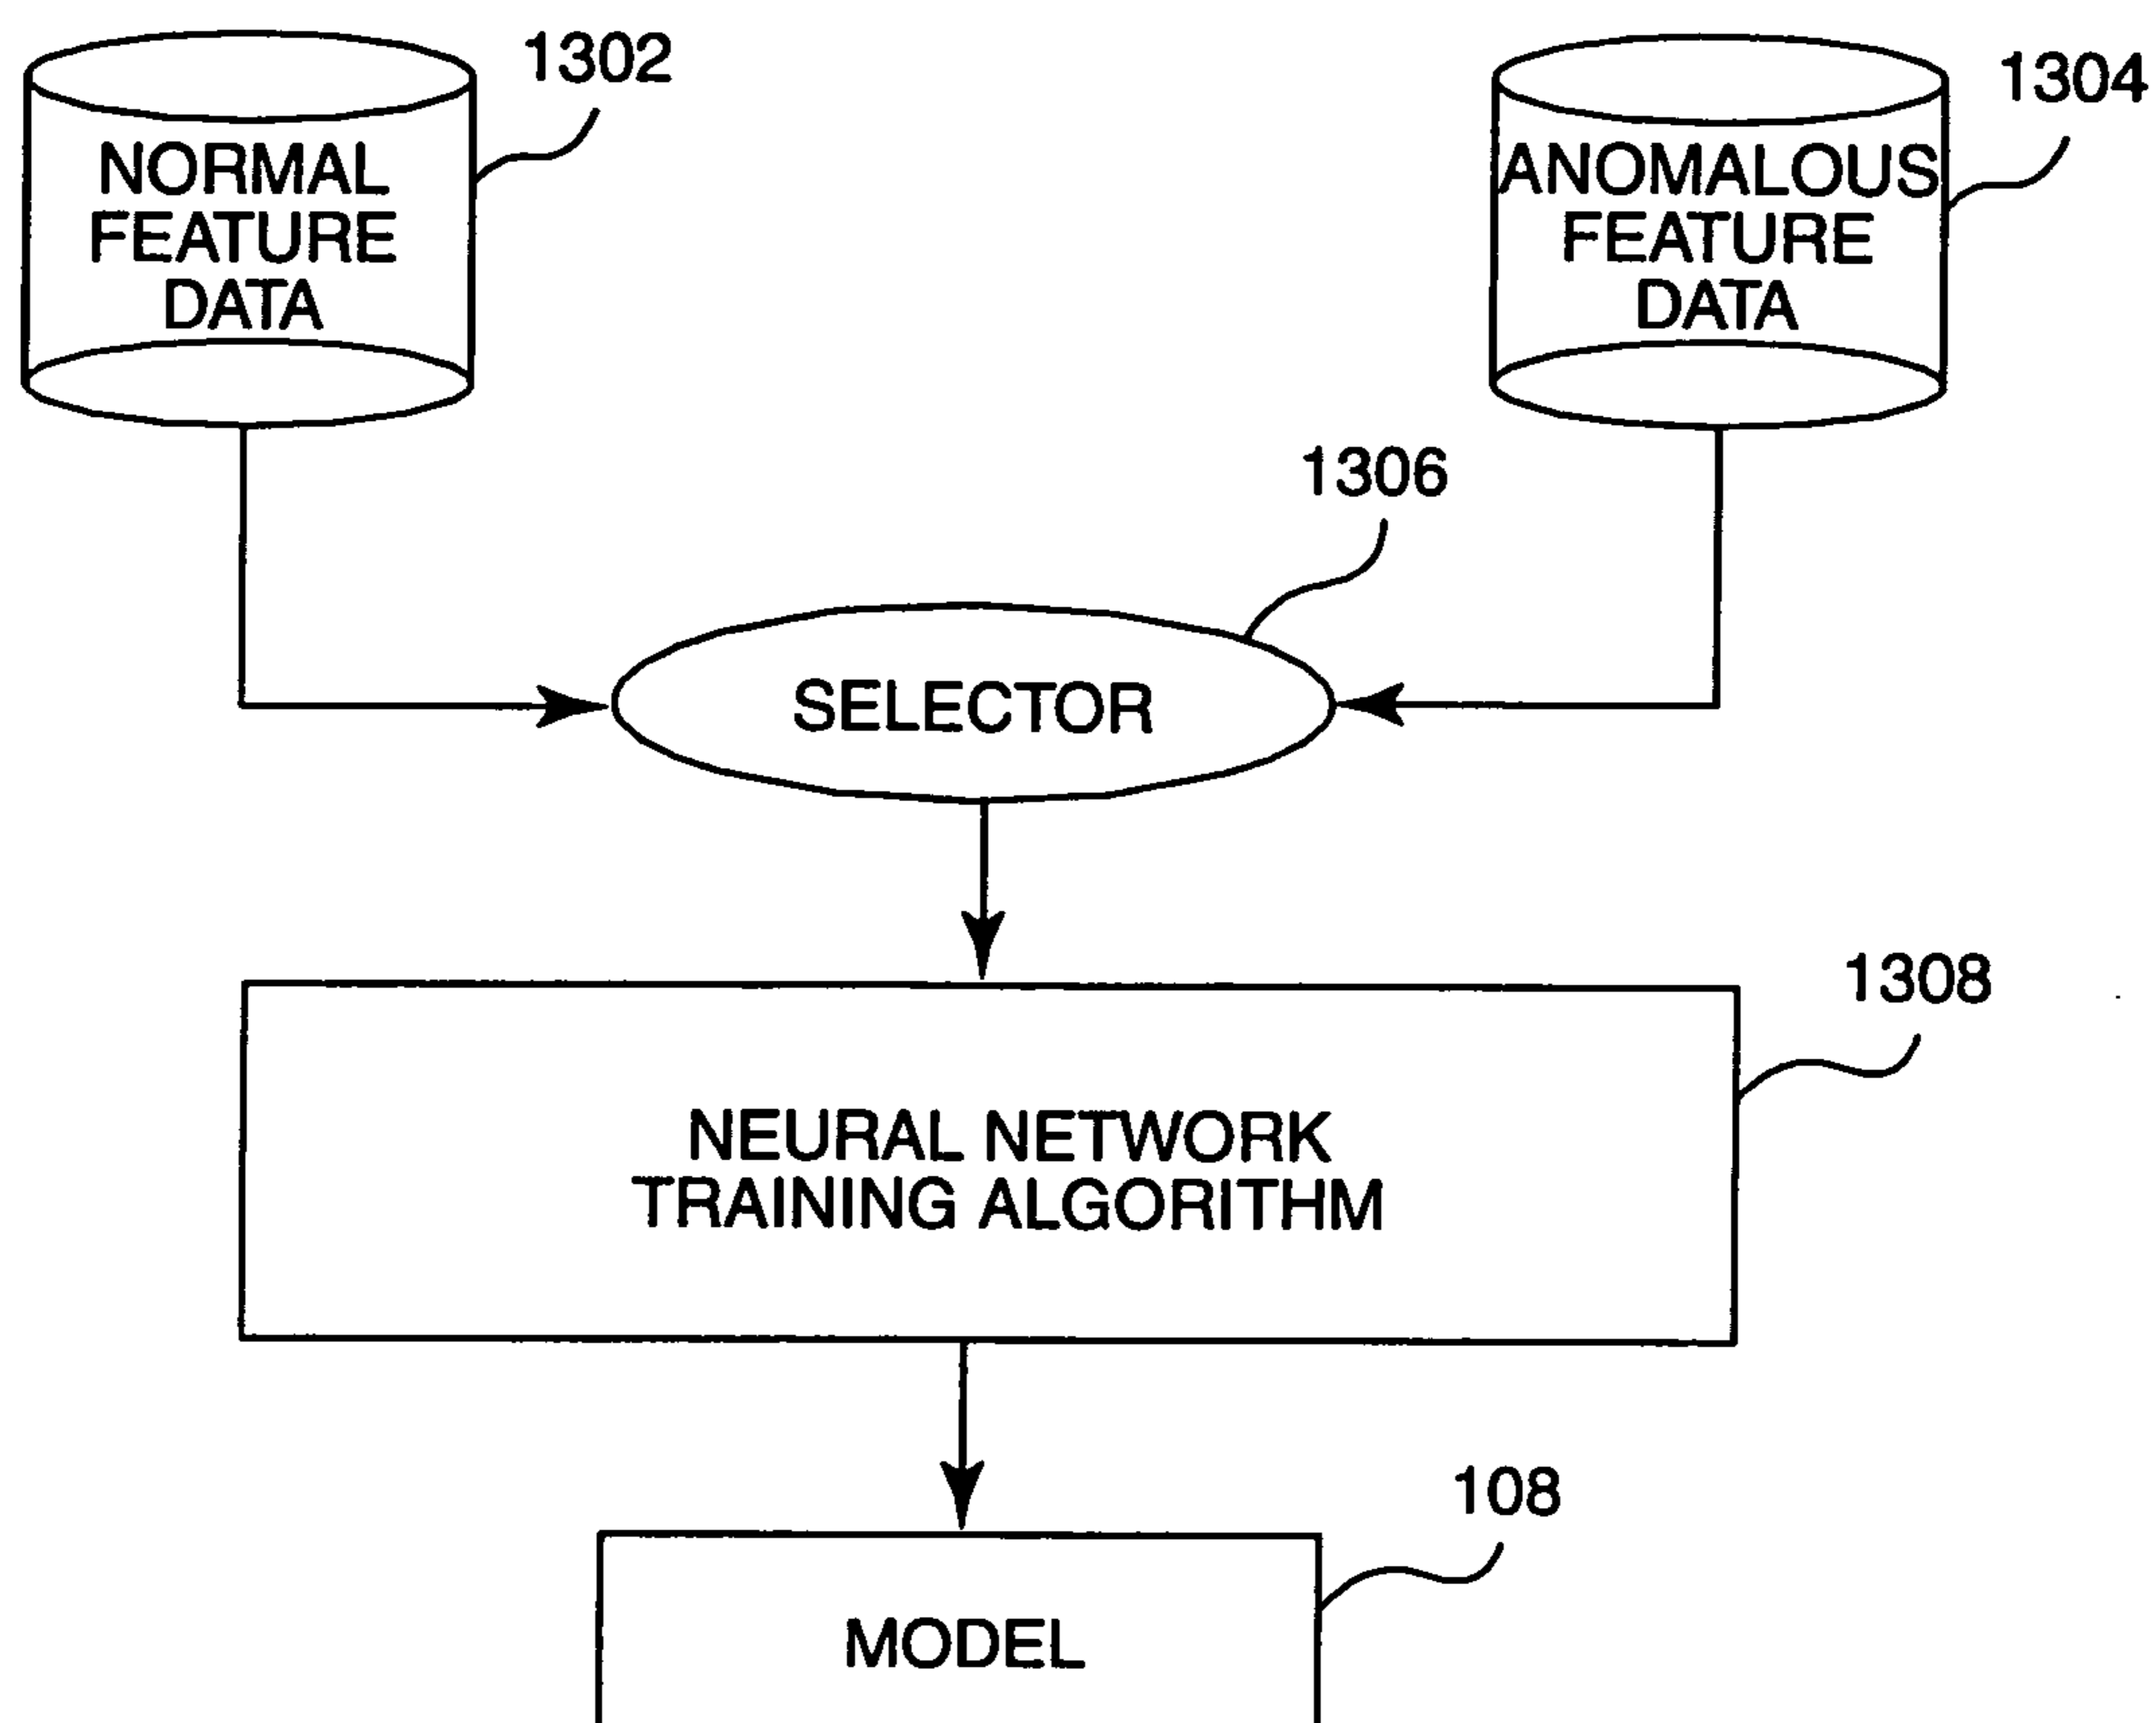 1302
NORMAL
FEATURE
DATA
1304
ANOMALOUS
FEATURE
DATA
1306
SELECTOR
1308
NEURAL NETWORK
TRAINING ALGORITHM
108
MODEL